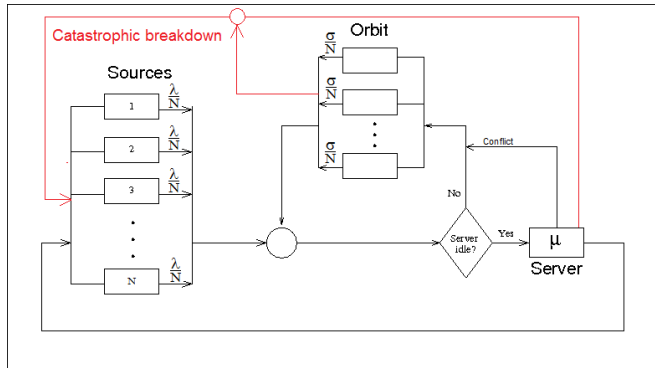 Catastrophic breakdown
Orbit
Sources
σ/N
σ/N
σ/N
1 λ/N
2 λ/N
3 λ/N
N λ/N
Conflict
No
Server
idle?
Yes
μ
Server